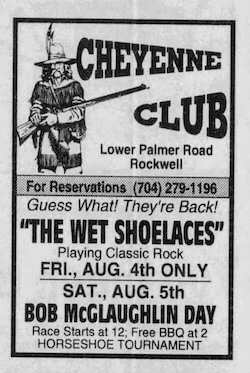 CHEYENNE
CLUB
Lower Palmer Road
Rockwell
For Reservations (704) 279-1196
Guess What! They're Back!
"THE WET SHOELACES"
Playing Classic Rock
FRI., AUG. 4th ONLY
SAT., AUG. 5th
BOB McGLAUGHLIN DAY
Race Starts at 12; Free BBQ at 2
HORSESHOE TOURNAMENT